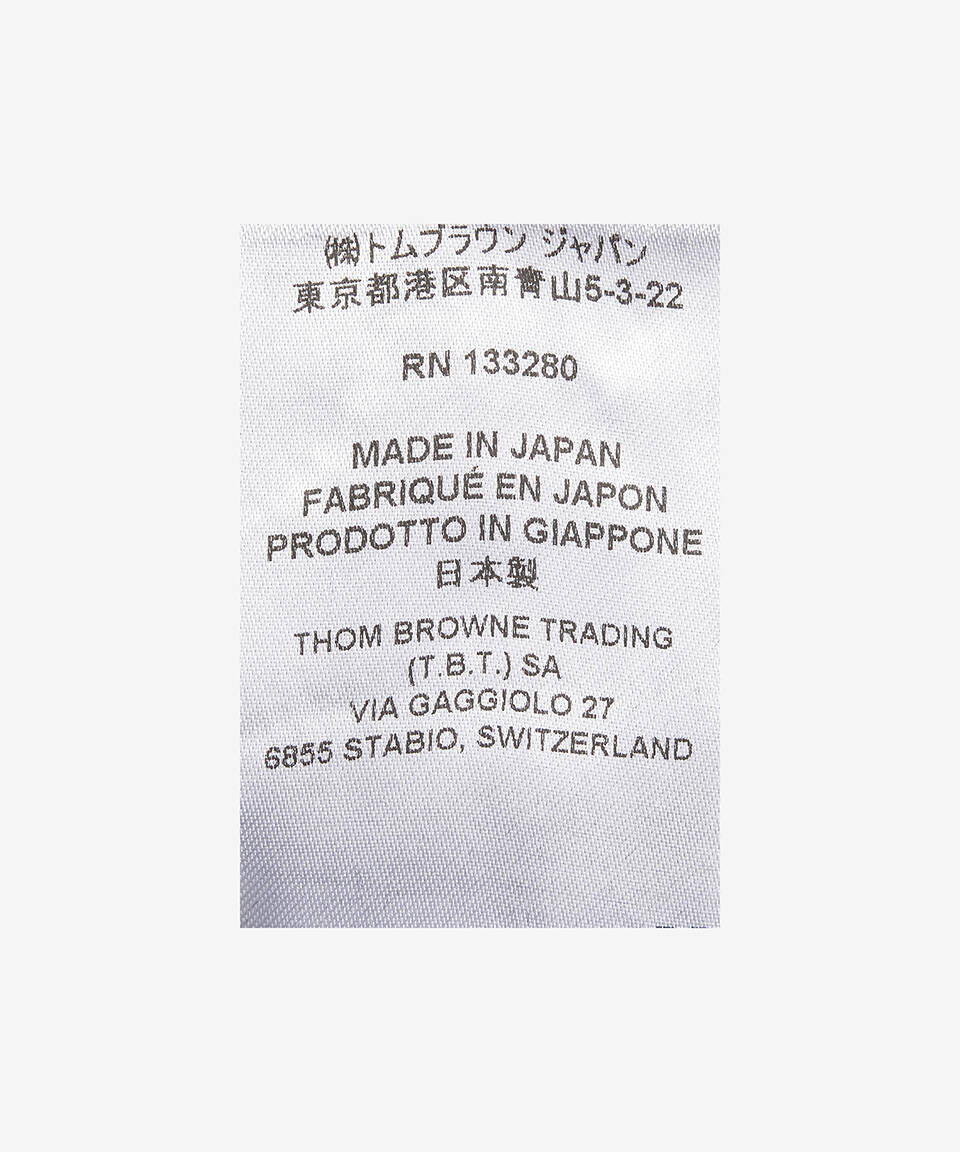 ㈱トムブラウン ジャパン
東京都港区南青山5-3-22
RN 133280
MADE IN JAPAN
FABRIQUÉ EN JAPON
PRODOTTO IN GIAPPONE
日本製
THOM BROWNE TRADING
(T.B.T.) SA
VIA GAGGIOLO 27
6855 STABIO, SWITZERLAND